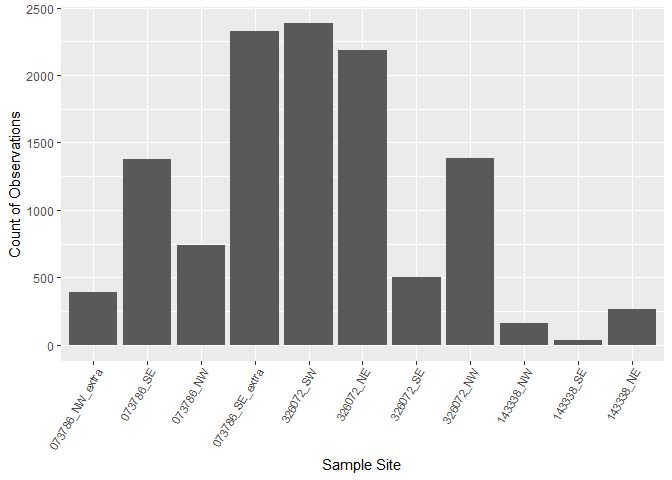 2500
2000
1500
1000
500
0
Count of Observations
073786_NW_extra
073786_SE
073786_NW
073786_SE_extra
326072_SW
326072_NE
326072_SE
326072_NW
143338_NW
143338_SE
143338_NE
Sample Site